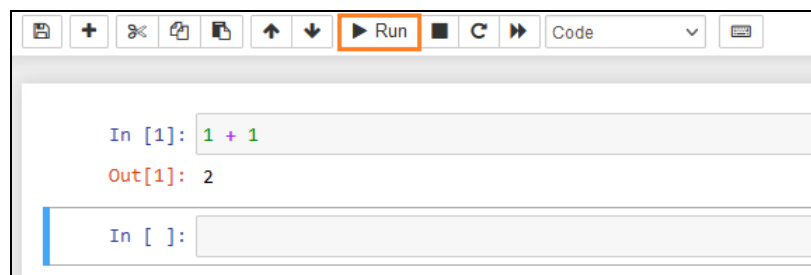 Run Code
In [1]: 1 + 1
Out[1]: 2
In [ ]: